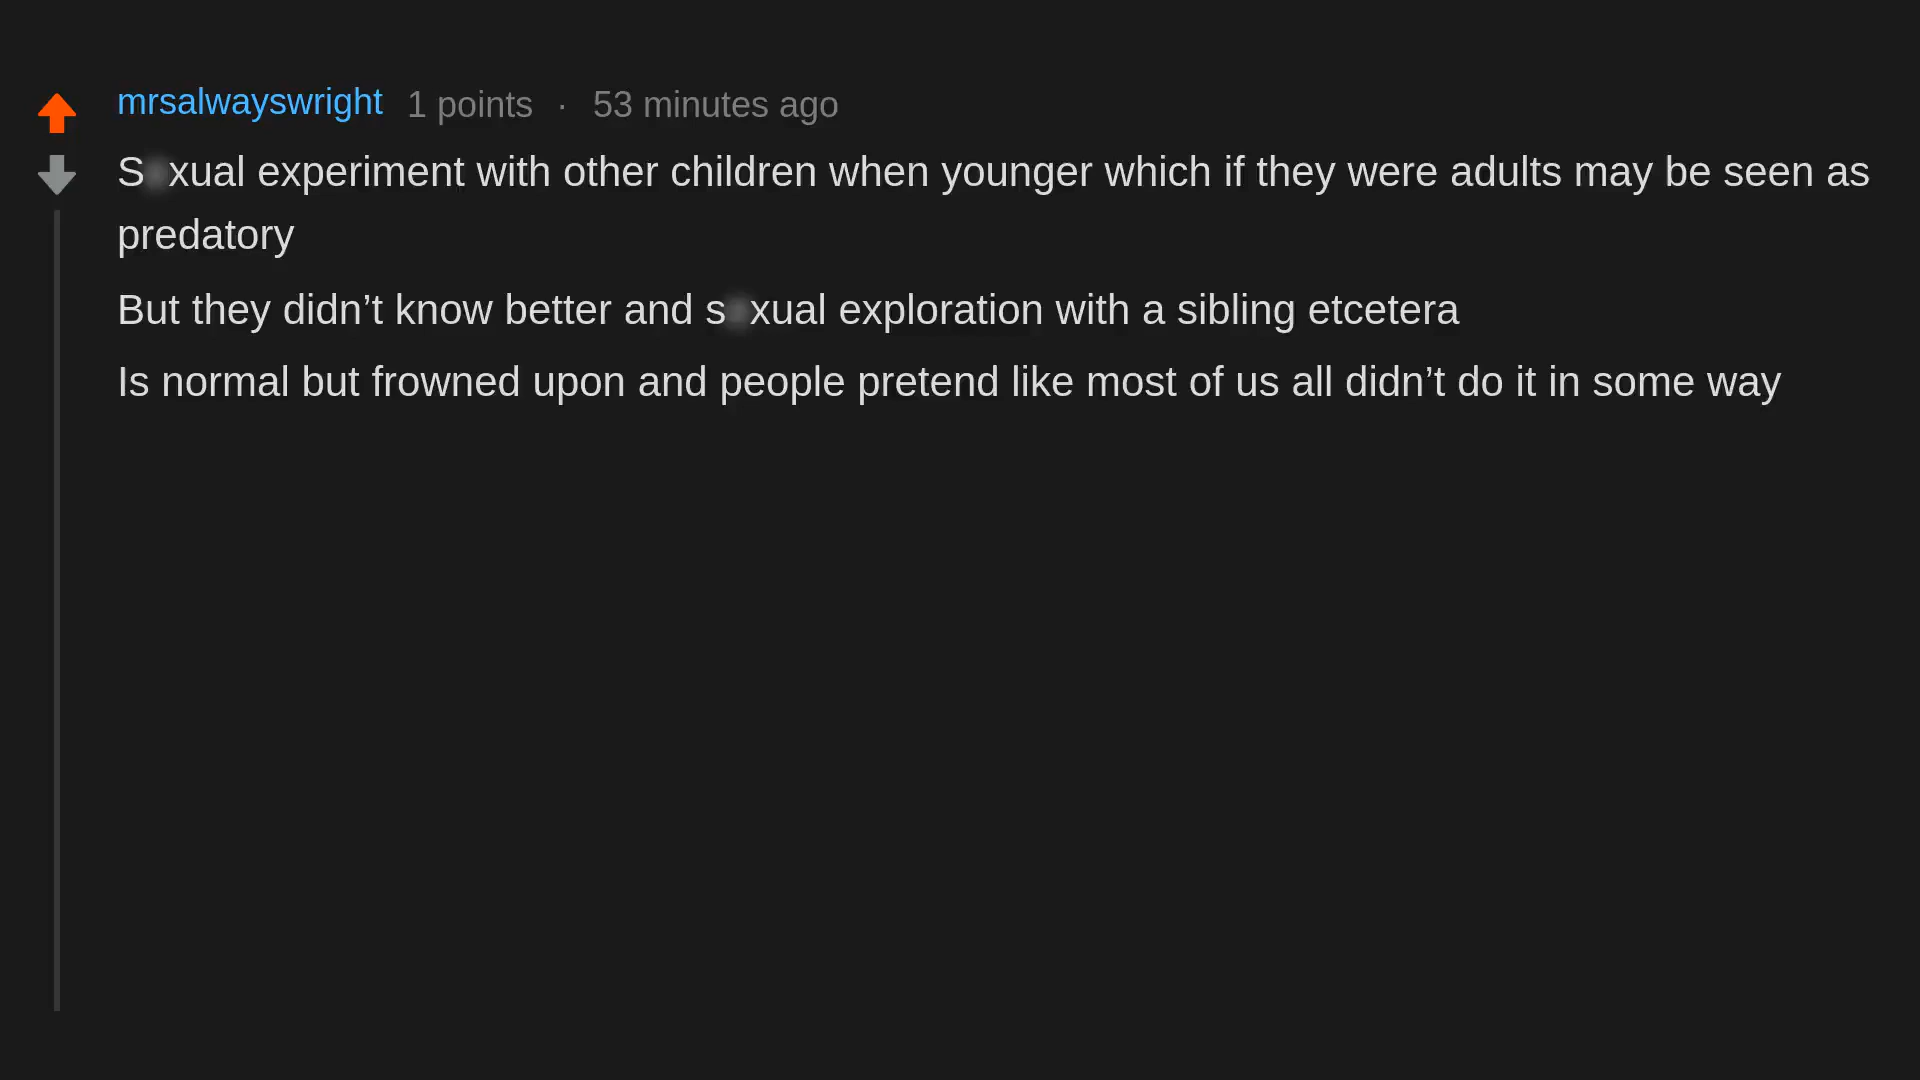 mrsalwayswright 1 points · 53 minutes ago
Sxual experiment with other children when younger which if they were adults may be seen as
predatory
But they didn’t know better and sxual exploration with a sibling etcetera
Is normal but frowned upon and people pretend like most of us all didn’t do it in some way